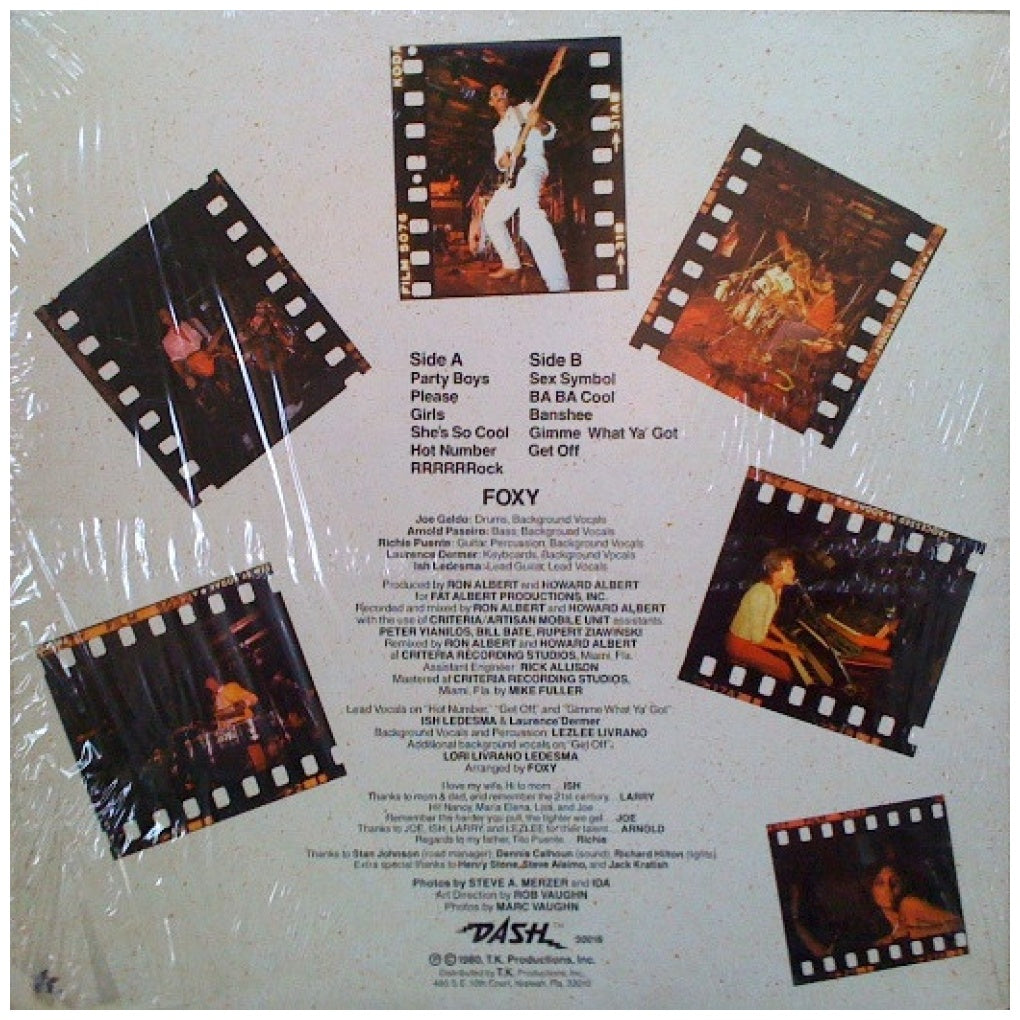 KOD
FILM 5076
31A
31B
Side A
Party Boys
Please
Girls
She's So Cool
Hot Number
RRRRRRock
Side B
Sex Symbol
BA BA Cool
Banshee
Gimme What Ya' Got
Get Off
FOXY
Joe Galdo: Drums, Background Vocals
Arnold Paseiro: Bass, Background Vocals
Richie Puente: Guitar, Percussion, Background Vocals
Laurence Dermer: Keyboards, Background Vocals
Ish Ledesma: Lead Guitar, Lead Vocals
Produced by RON ALBERT and HOWARD ALBERT
for FAT ALBERT PRODUCTIONS, INC.
Recorded and mixed by RON ALBERT and HOWARD ALBERT
with the use of CRITERIA/ARTISAN MOBILE UNIT assistants:
PETER YIANILOS, BILL BATE, RUPERT ZIAWINSKI
Remixed by RON ALBERT and HOWARD ALBERT
at CRITERIA RECORDING STUDIOS, Miami, Fla.
Assistant Engineer: RICK ALLISON
Mastered at CRITERIA RECORDING STUDIOS,
Miami, Fla. by MIKE FULLER
Lead Vocals on "Hot Number," "Get Off," and "Gimme What Ya' Got":
ISH LEDESMA & Laurence Dermer
Background Vocals and Percussion: LEZLEE LIVRANO
Additional background vocals on "Get Off":
LORI LIVRANO LEDESMA
Arranged by FOXY
I love my wife, Hi to mom... ISH
Thanks to mom & dad, and remember the 21st century... LARRY
Hi! Nancy, Maria Elena, Lisa, and Joe
Remember the harder you pull, the tighter we get... JOE
Thanks to JOE, ISH, LARRY and LEZLEE for their talent... ARNOLD
Regards to my father, Tito Puente... Richie
Thanks to Stan Johnson (road manager); Dennis Calhoun (sound); Richard Hilton (lights).
Extra special thanks to Henry Stone, Steve Alaimo, and Jack Kratish
Photos by STEVE A. MERZER and IDA
Art Direction by ROB VAUGHN
Photos by MARC VAUGHN
DASH TM 30016
℗ © 1980, T.K. Productions, Inc.
Distributed by T.K. Productions, Inc.,
495 S.E. 10th Court, Hialeah, Fla. 33010